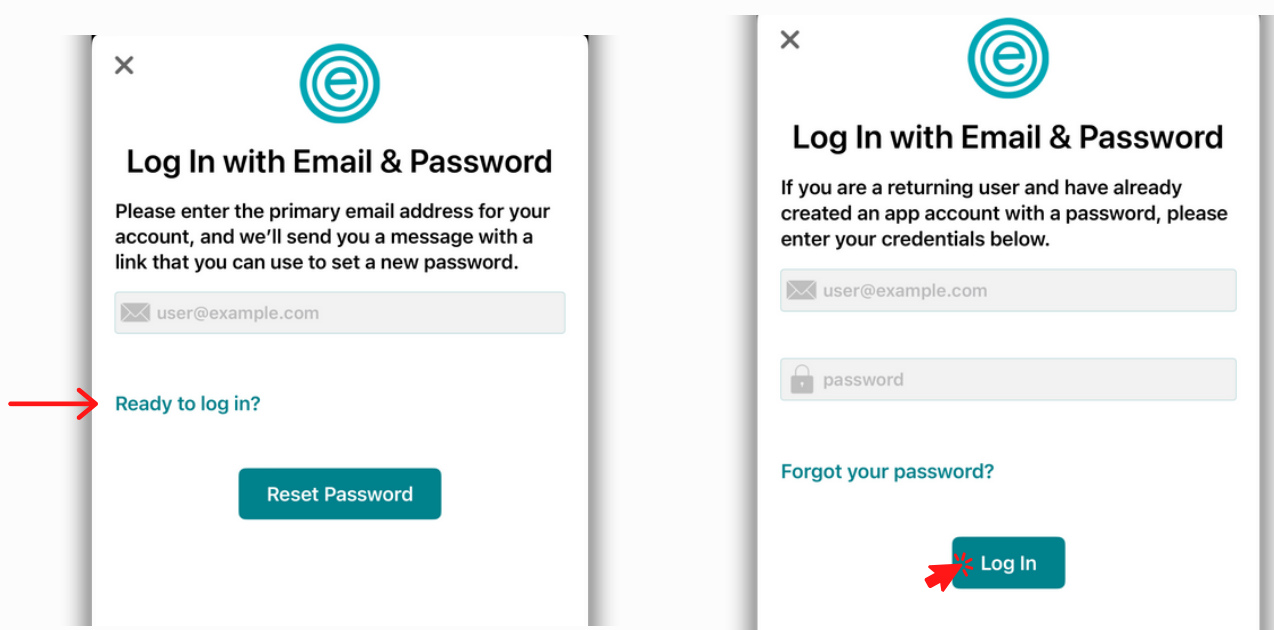 e
Log In with Email & Password
Please enter the primary email address for your
account, and we’ll send you a message with a
link that you can use to set a new password.
user@example.com
Ready to log in?
Reset Password
e
Log In with Email & Password
If you are a returning user and have already
created an app account with a password, please
enter your credentials below.
user@example.com
password
Forgot your password?
Log In